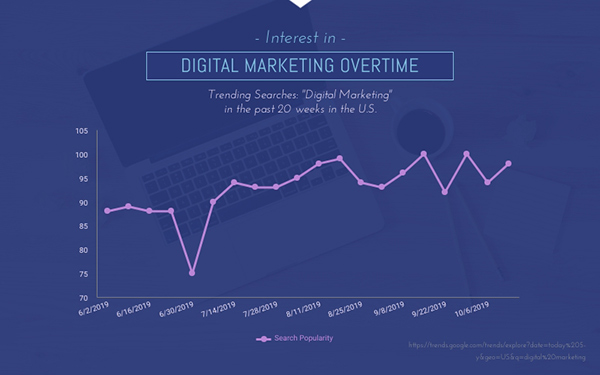 - Interest in -
DIGITAL MARKETING OVERTIME
Trending Searches: "Digital Marketing"
in the past 20 weeks in the U.S.
105
100
95
90
85
80
75
70
6/2/2019
6/16/2019
6/30/2019
7/14/2019
7/28/2019
8/11/2019
8/25/2019
9/8/2019
9/22/2019
10/6/2019
Search Popularity
https://trends.google.com/trends/explore?date=today%205-
y&geo=US&q=digital%20marketing